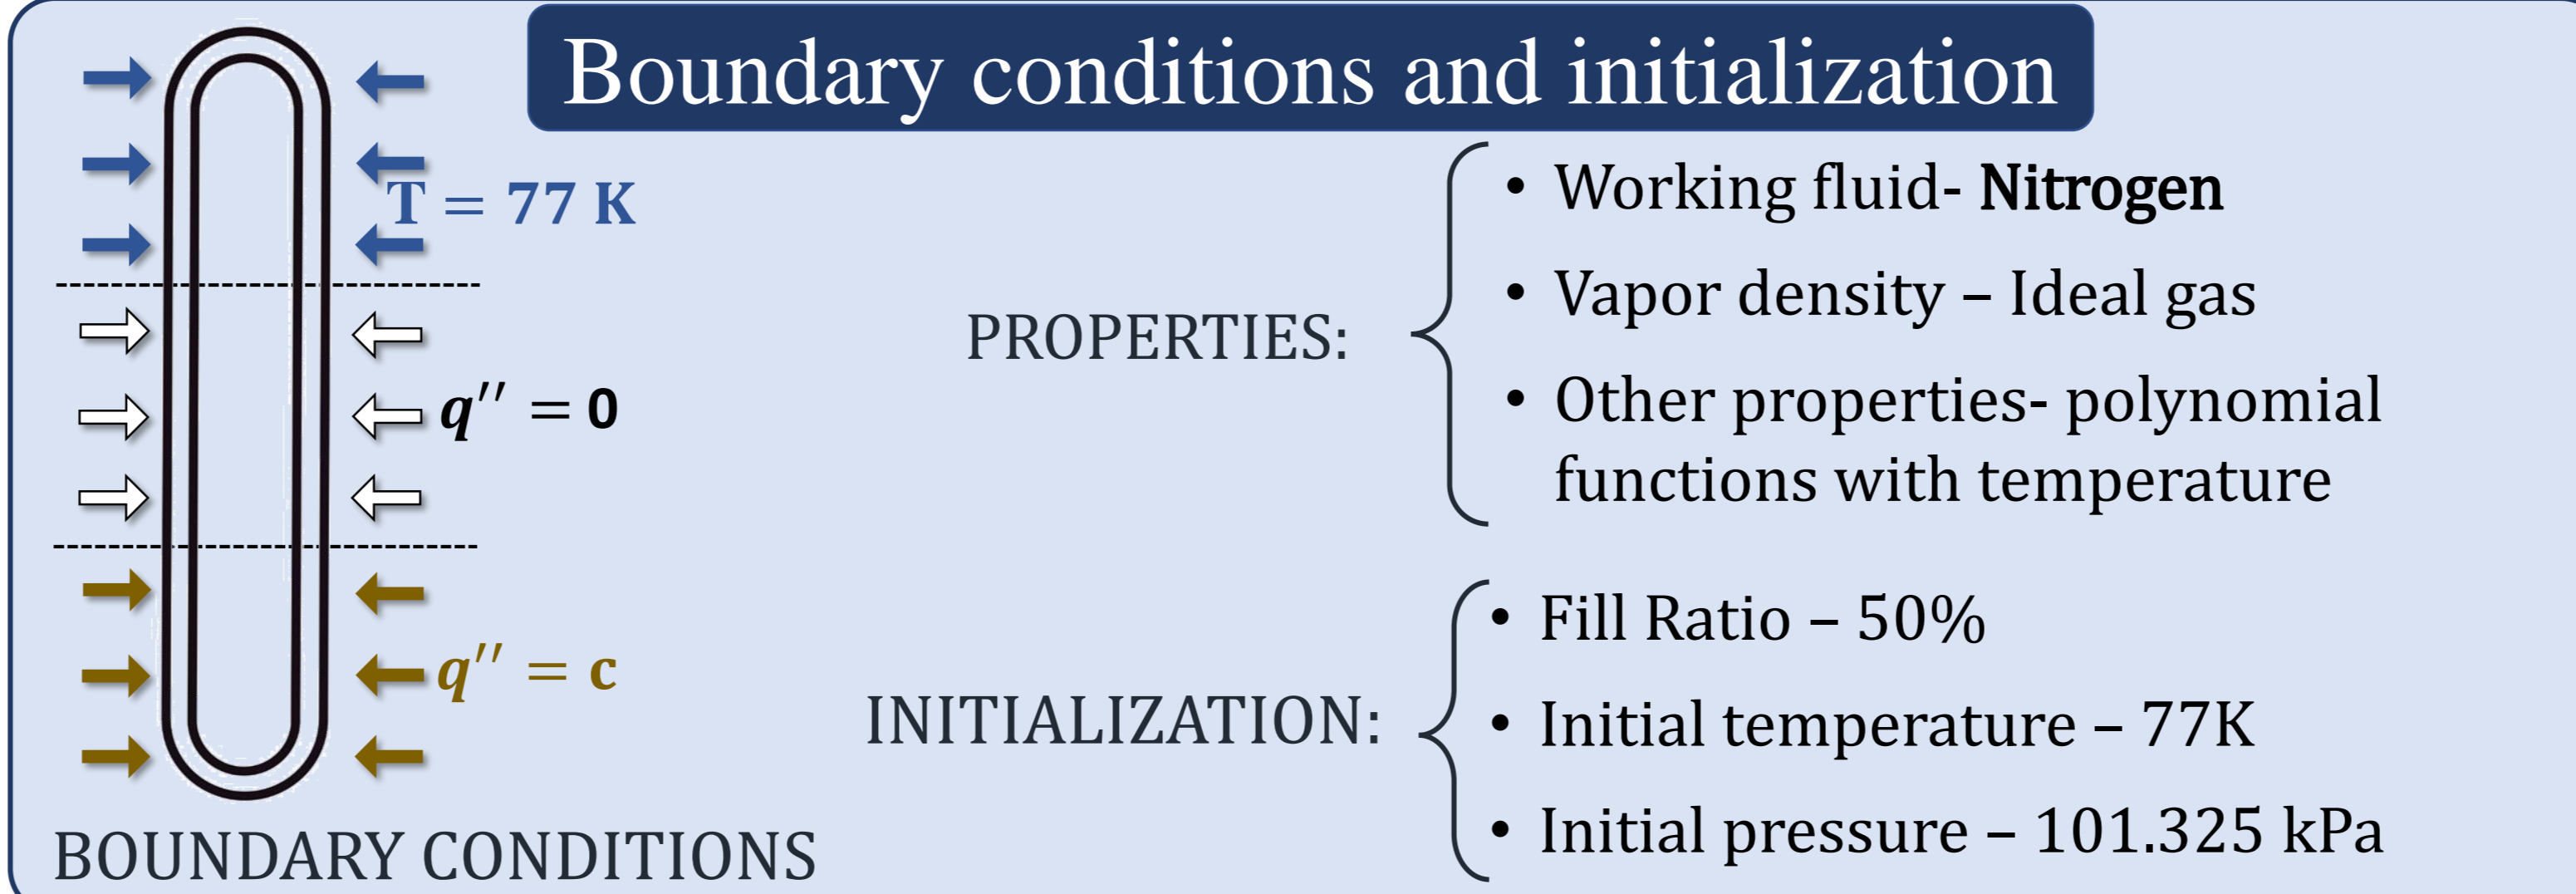 Boundary conditions and initialization
T = 77 K
q′′ = 0
q′′ = c
BOUNDARY CONDITIONS
PROPERTIES:
• Working fluid- Nitrogen
• Vapor density – Ideal gas
• Other properties- polynomial
functions with temperature
INITIALIZATION:
• Fill Ratio – 50%
• Initial temperature – 77K
• Initial pressure – 101.325 kPa